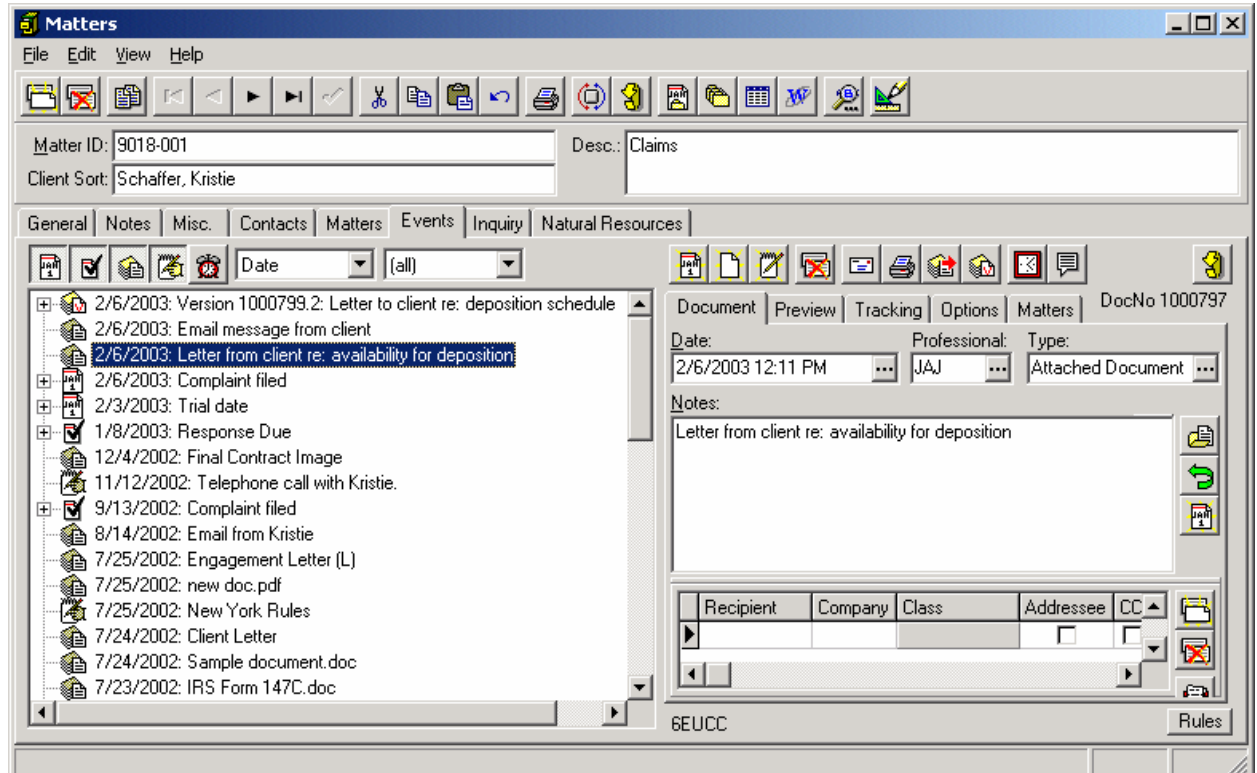 Matters
File Edit View Help
Matter ID: 9018-001 Desc.: Claims
Client Sort: Schaffer, Kristie
General Notes Misc. Contacts Matters Events Inquiry Natural Resources
Date (all)
2/6/2003: Version 1000799.2: Letter to client re: deposition schedule
2/6/2003: Email message from client
2/6/2003: Letter from client re: availability for deposition
2/6/2003: Complaint filed
2/3/2003: Trial date
1/8/2003: Response Due
12/4/2002: Final Contract Image
11/12/2002: Telephone call with Kristie.
9/13/2002: Complaint filed
8/14/2002: Email from Kristie
7/25/2002: Engagement Letter (L)
7/25/2002: new doc.pdf
7/25/2002: New York Rules
7/24/2002: Client Letter
7/24/2002: Sample document.doc
7/23/2002: IRS Form 147C.doc
Document Preview Tracking Options Matters DocNo 1000797
Date: Professional: Type:
2/6/2003 12:11 PM ... JAJ ... Attached Document ...
Notes:
Letter from client re: availability for deposition
Recipient Company Class Addressee CC
6EUCC Rules